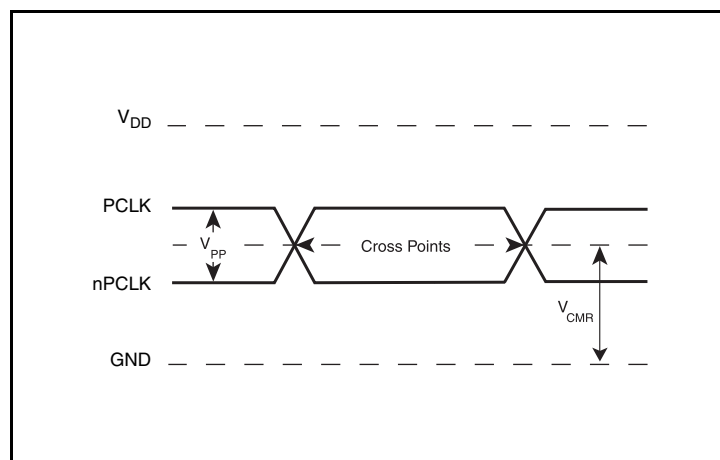 VDD
PCLK
VPP
Cross Points
nPCLK
VCMR
GND